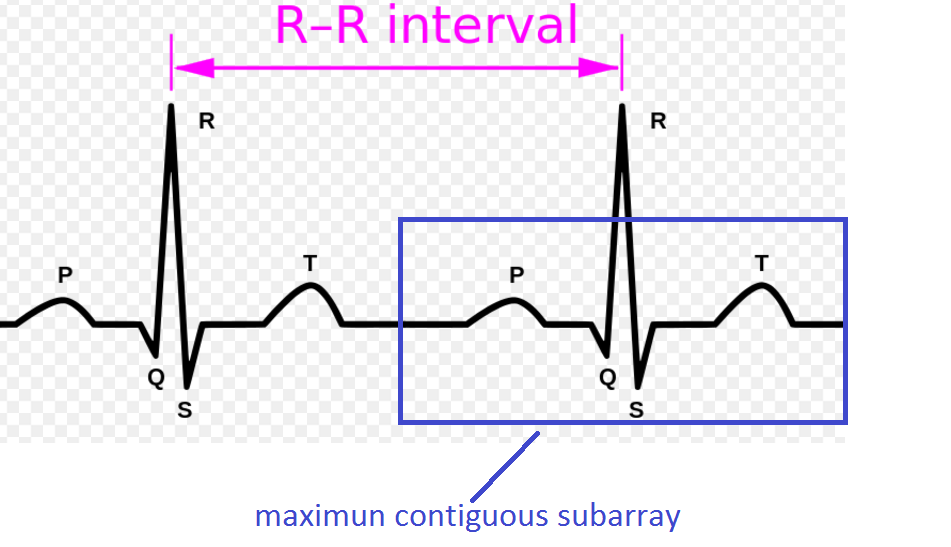 R–R interval
R
R
P
T
P
T
Q
S
Q
S
maximun contiguous subarray